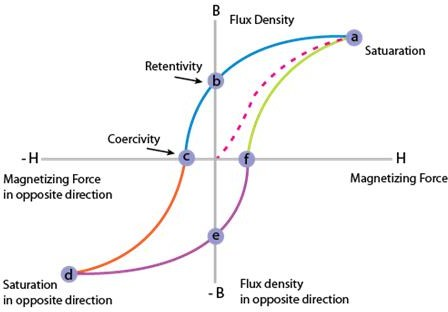 B
Flux Density
a
Satuaration
Retentivity
b
Coercivity
- H
c
f
H
Magnetizing Force
in opposite direction
Magnetizing Force
e
d
Saturation
in opposite direction
- B
Flux density
in opposite direction